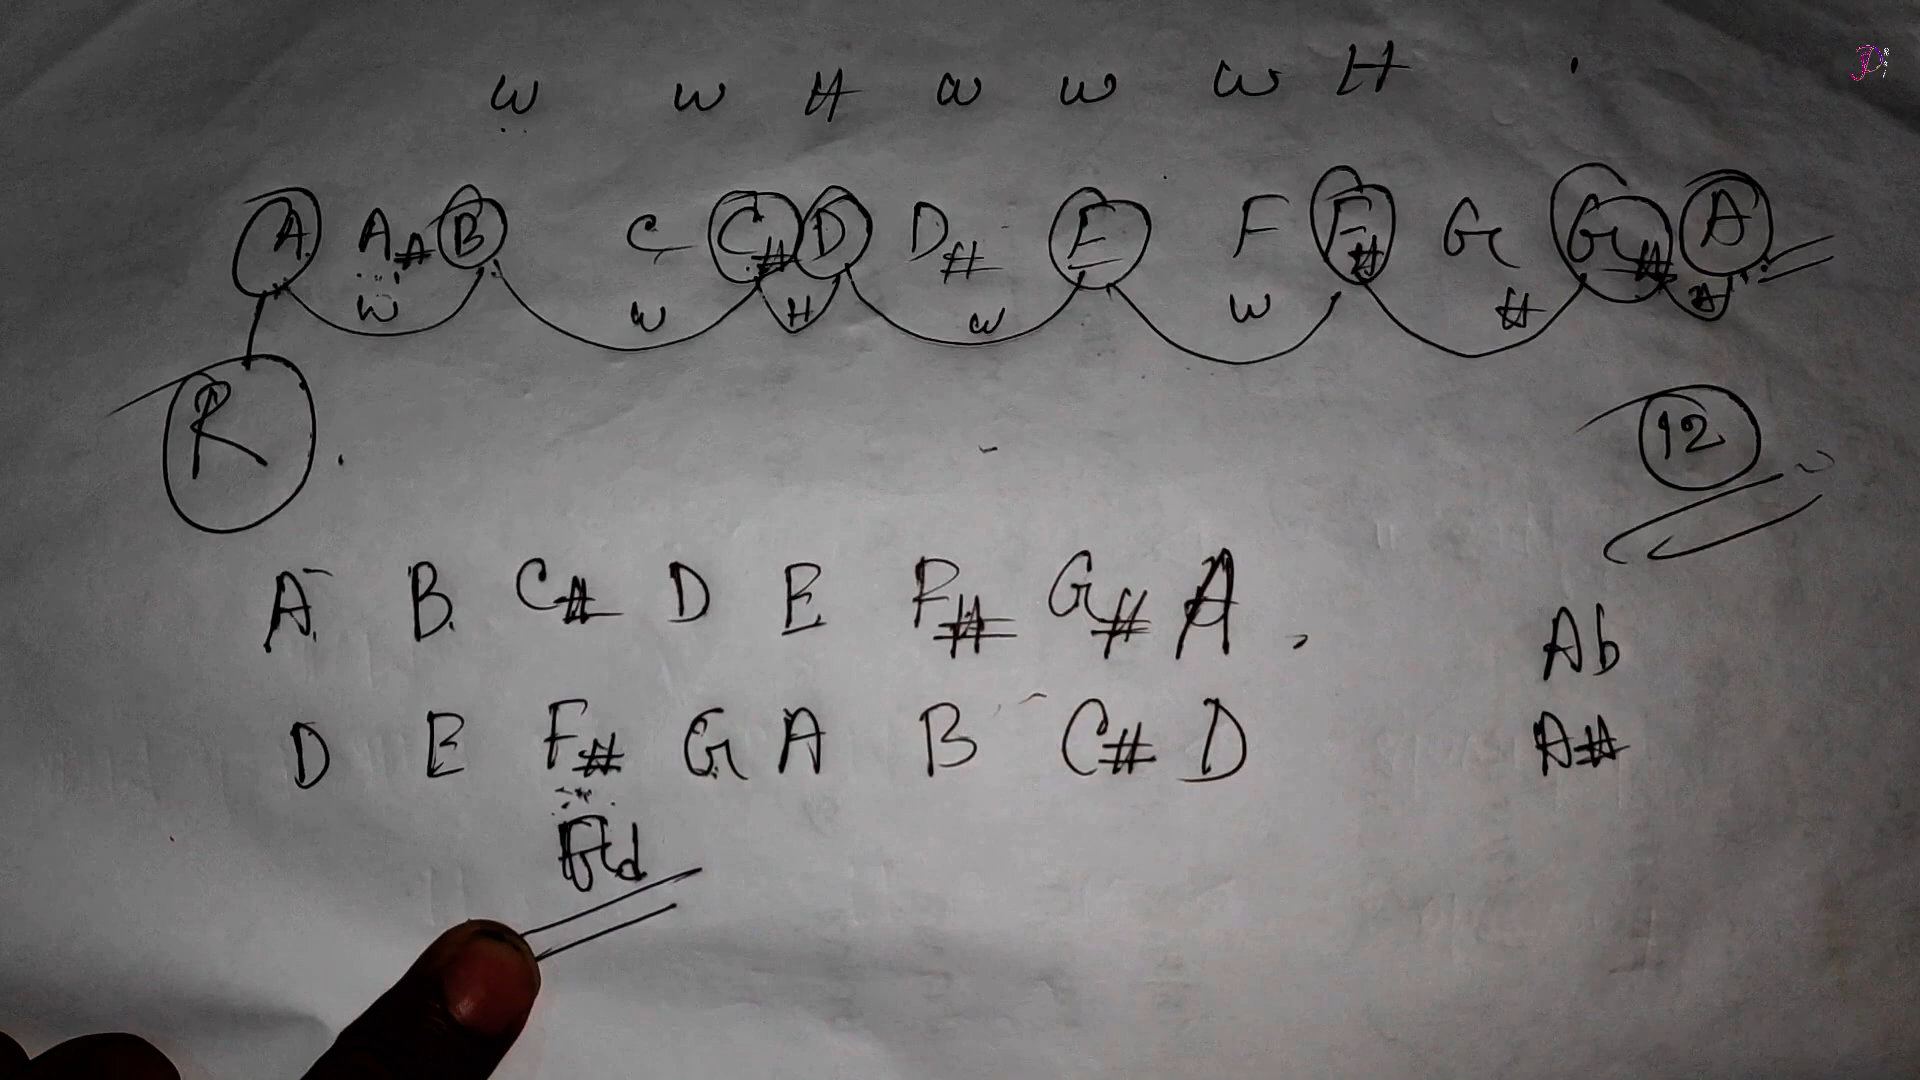 W W H W W W H
A A# B C C# D D# E F F# G G# A
W W H W W H H
R
12
A B C# D E F# G# A
Ab
D E F# G A B C# D
A#